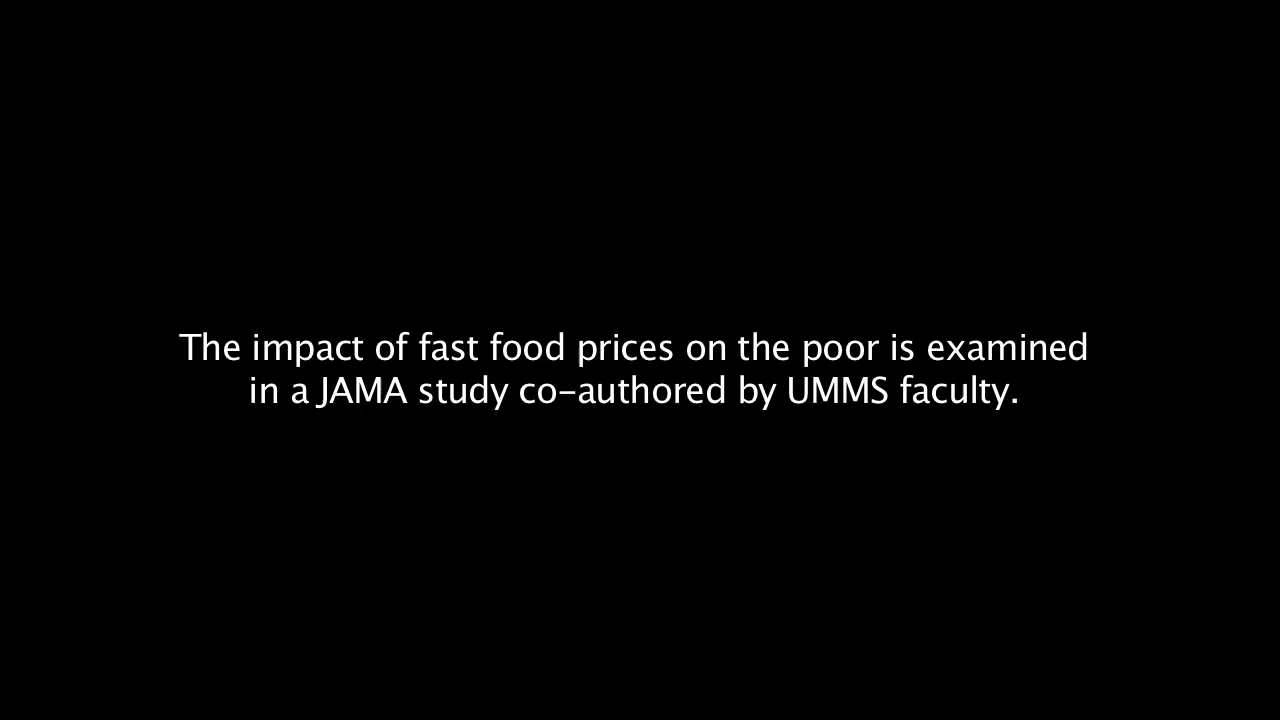 The impact of fast food prices on the poor is examined
in a JAMA study co-authored by UMMS faculty.